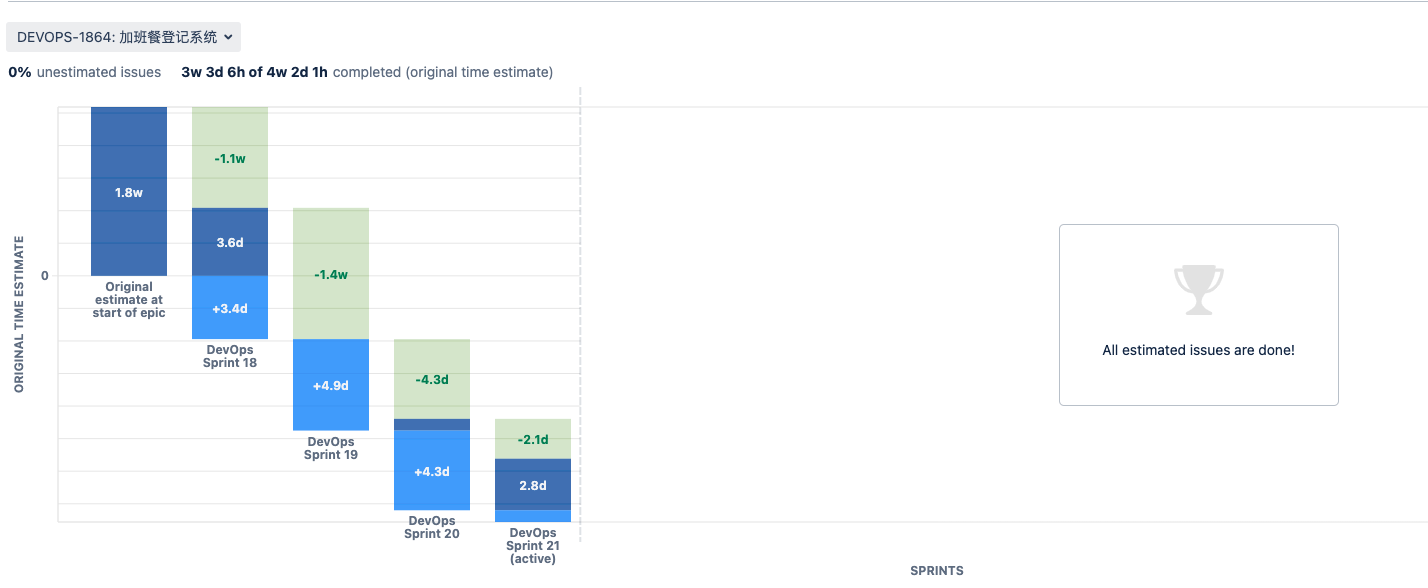 DEVOPS-1864: 加班餐登记系统
0% unestimated issues 3w 3d 6h of 4w 2d 1h completed (original time estimate)
ORIGINAL TIME ESTIMATE
0
1.8w
Original
estimate at
start of epic
-1.1w
3.6d
+3.4d
DevOps
Sprint 18
-1.4w
+4.9d
DevOps
Sprint 19
-4.3d
+4.3d
DevOps
Sprint 20
-2.1d
2.8d
DevOps
Sprint 21
(active)
All estimated issues are done!
SPRINTS